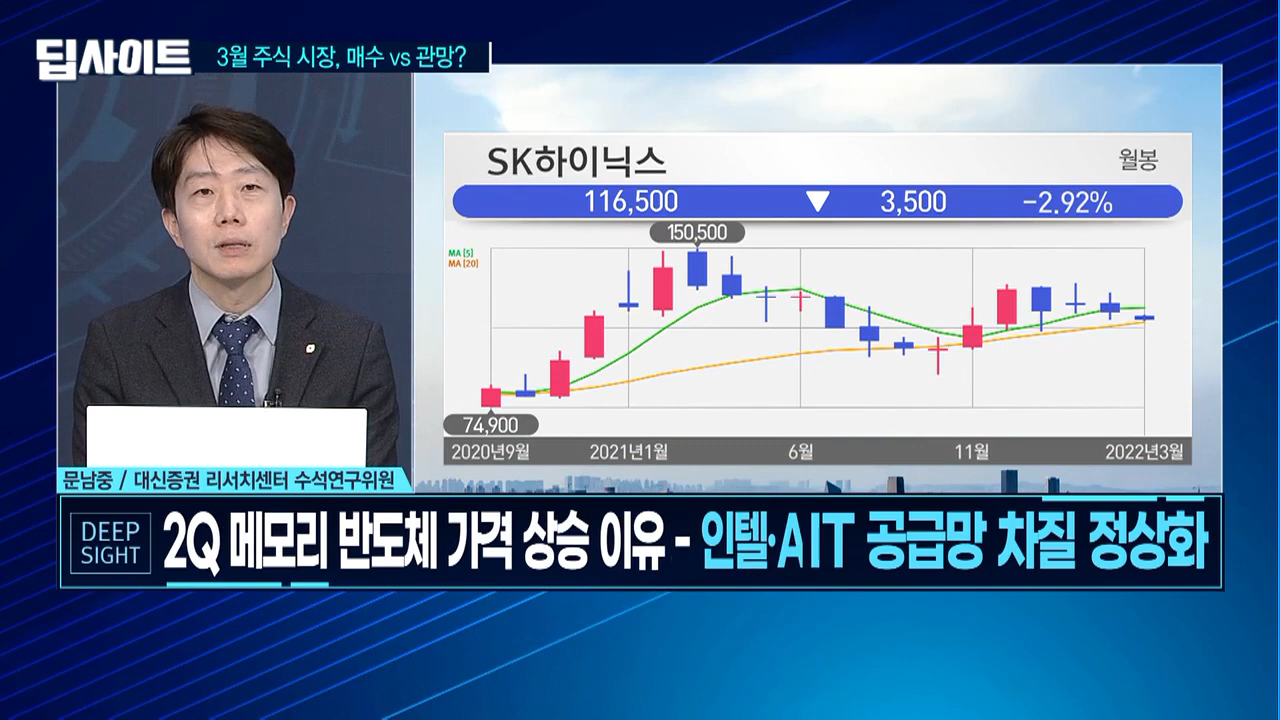 딥사이트
3월 주식 시장, 매수 vs 관망?
SK하이닉스
월봉
116,500 ▼ 3,500 -2.92%
150,500
MA [5]
MA [20]
74,900
2020년9월 2021년1월 6월 11월 2022년3월
문남중 / 대신증권 리서치센터 수석연구위원
DEEP
SIGHT
2Q 메모리 반도체 가격 상승 이유 - 인텔·AIT 공급망 차질 정상화